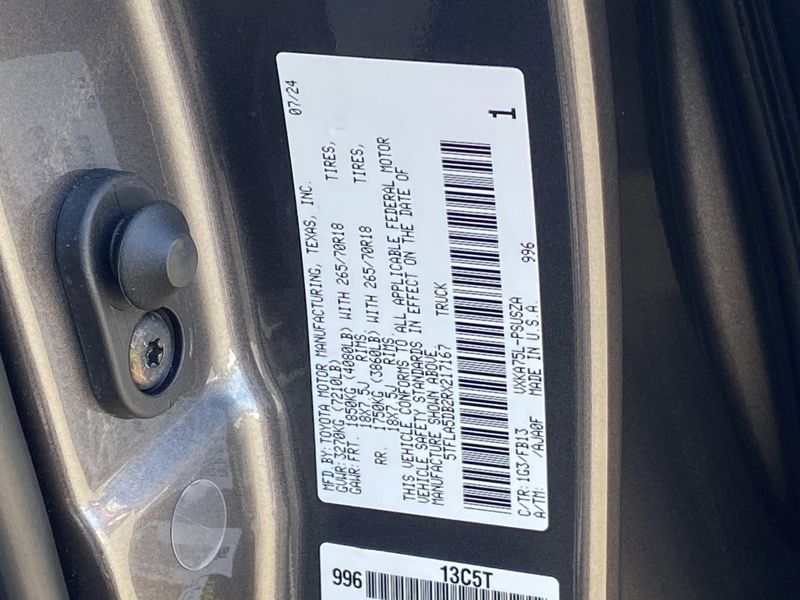 MFD.BY:TOYOTA MOTOR MANUFACTURING, TEXAS, INC. 07/24
GVWR:3270KG (7210LB)
GAWR:FRT. 1850KG (4080LB) WITH 265/70R18 TIRES,
18X7.5J RIMS
RR. 1750KG (3860LB) WITH 265/70R18 TIRES,
18X7.5J RIMS
THIS VEHICLE CONFORMS TO ALL APPLICABLE FEDERAL MOTOR
VEHICLE SAFETY STANDARDS IN EFFECT ON THE DATE OF
MANUFACTURE SHOWN ABOVE.
5TFLA5DB2RX217167 TRUCK
1
C/TR:1G3/FB13 VXKA75L-PSUSZA 996
A/TM: /AJA0F MADE IN U.S.A.
996 13C5T